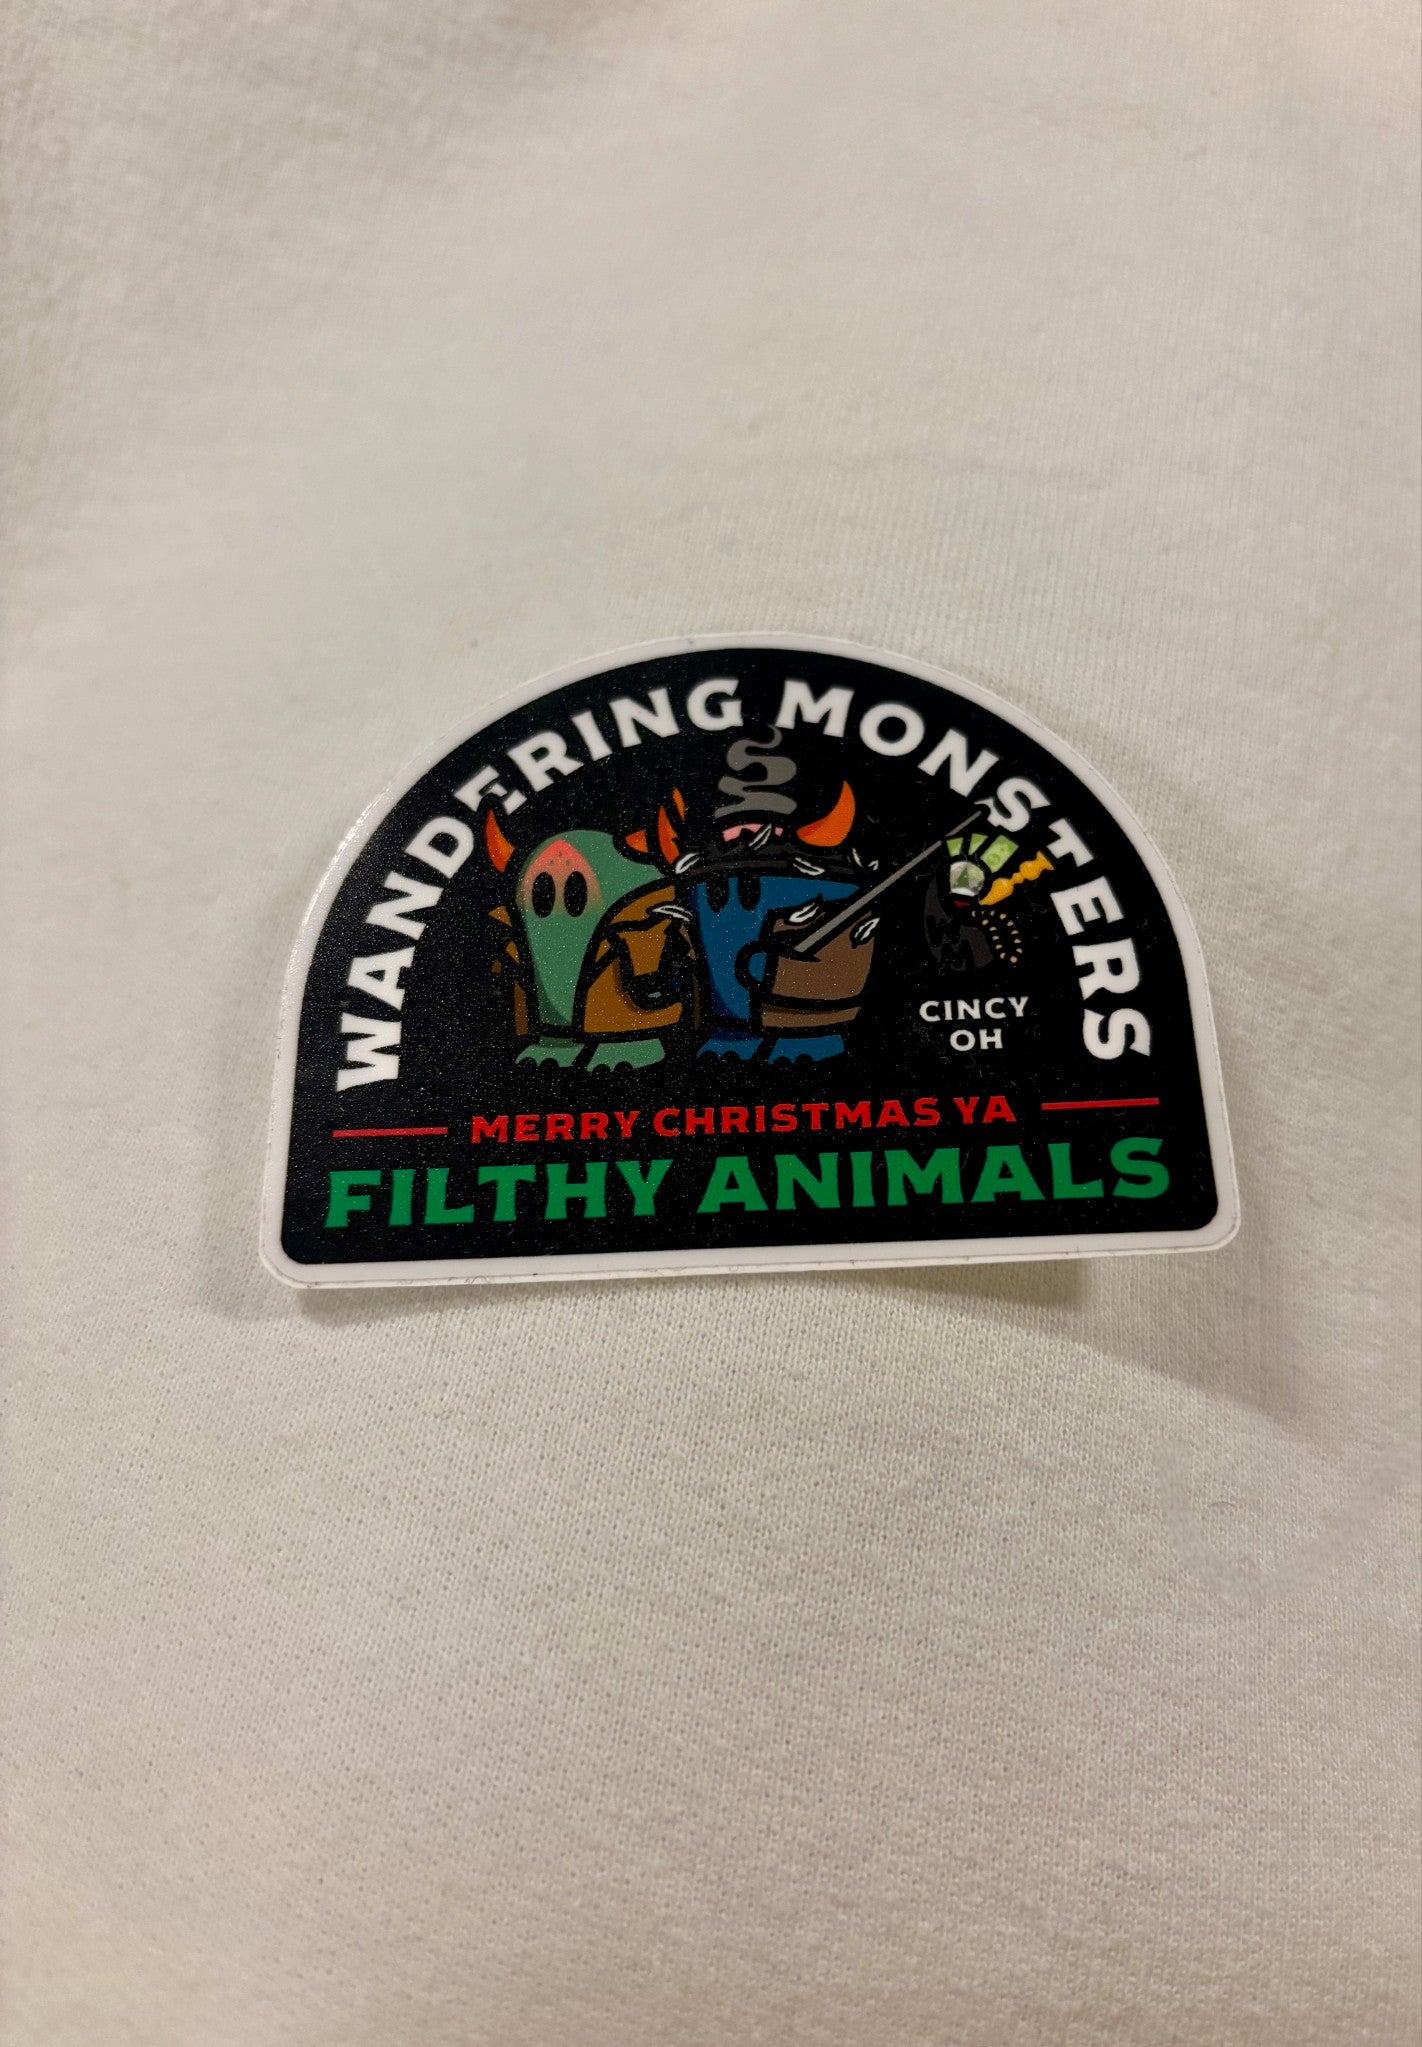 WANDERING MONSTERS
CINCY
OH
MERRY CHRISTMAS YA
FILTHY ANIMALS